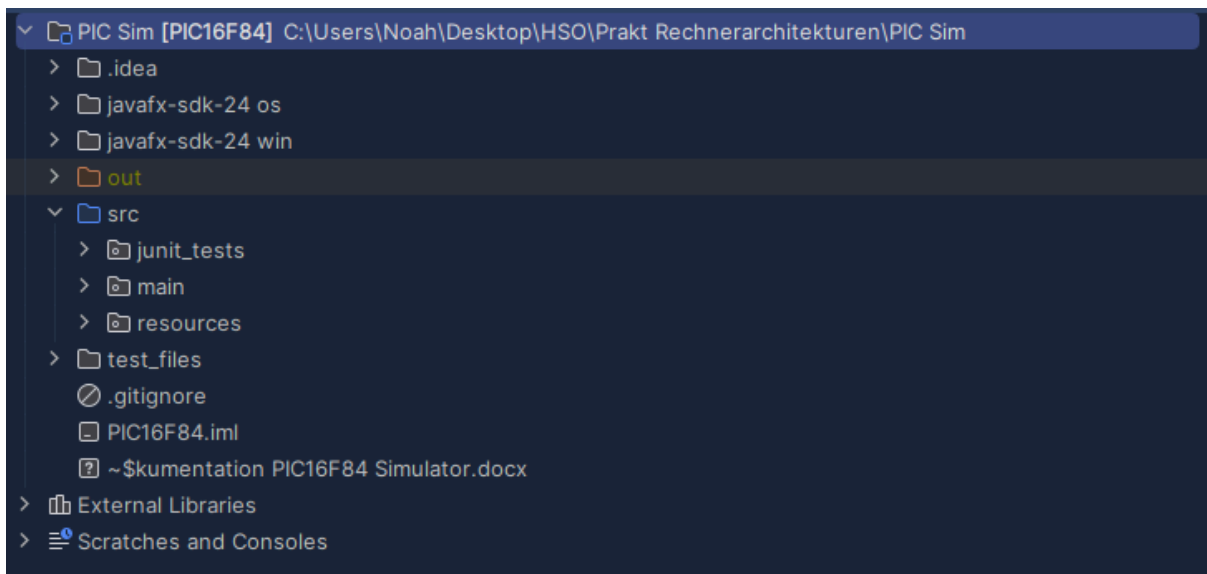 PIC Sim [PIC16F84] C:\Users\Noah\Desktop\HSO\Prakt Rechnerarchitekturen\PIC Sim
.idea
javafx-sdk-24 os
javafx-sdk-24 win
out
src
junit_tests
main
resources
test_files
.gitignore
PIC16F84.iml
~$kumentation PIC16F84 Simulator.docx
External Libraries
Scratches and Consoles